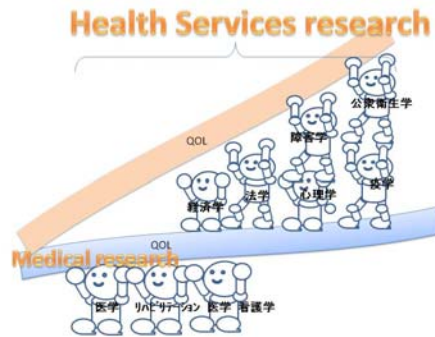 Health Services research
公衆衛生学
障害学
QOL
経済学
法学
心理学
疫学
QOL
Medical research
医学
リハビリテーション
医学
看護学